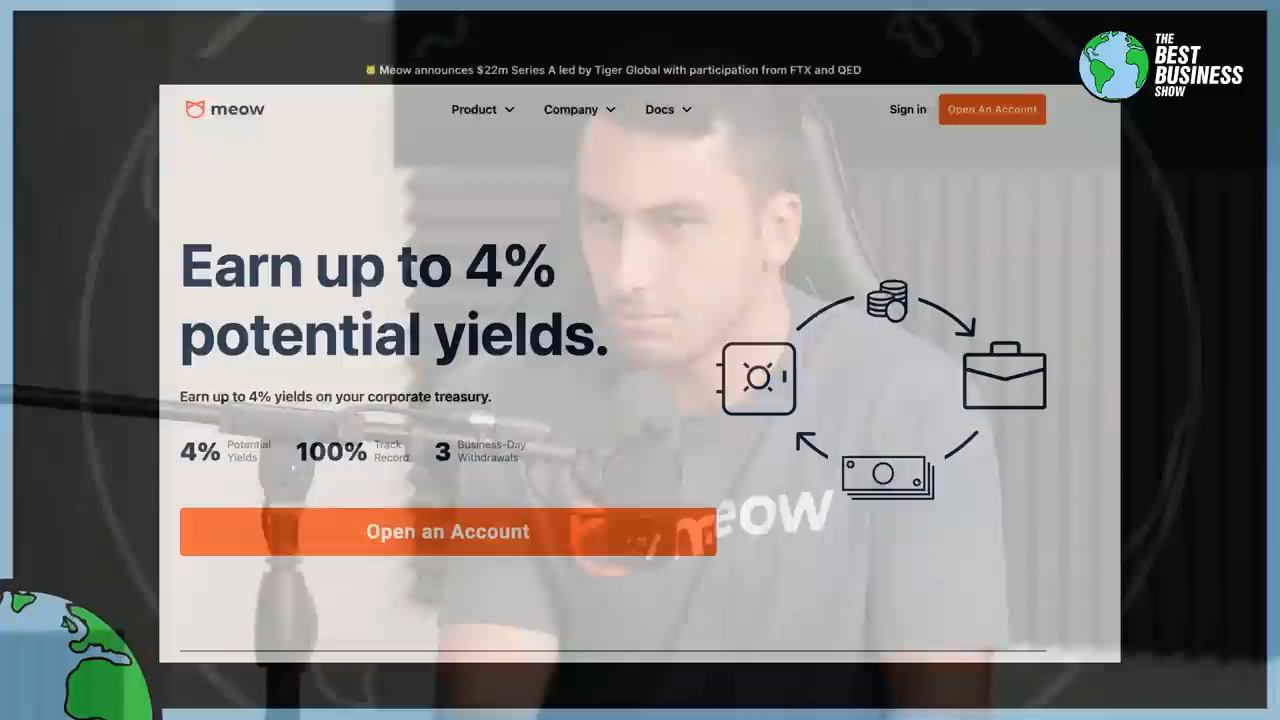 Meow announces $22m Series A led by Tiger Global with participation from FTX and QED
THE
BEST
BUSINESS
SHOW
meow
Product
Company
Docs
Sign in
Open An Account
Earn up to 4%
potential yields.
Earn up to 4% yields on your corporate treasury.
4% Potential Yields
100% Track Record
3 Business-Day Withdrawals
Open an Account
meow